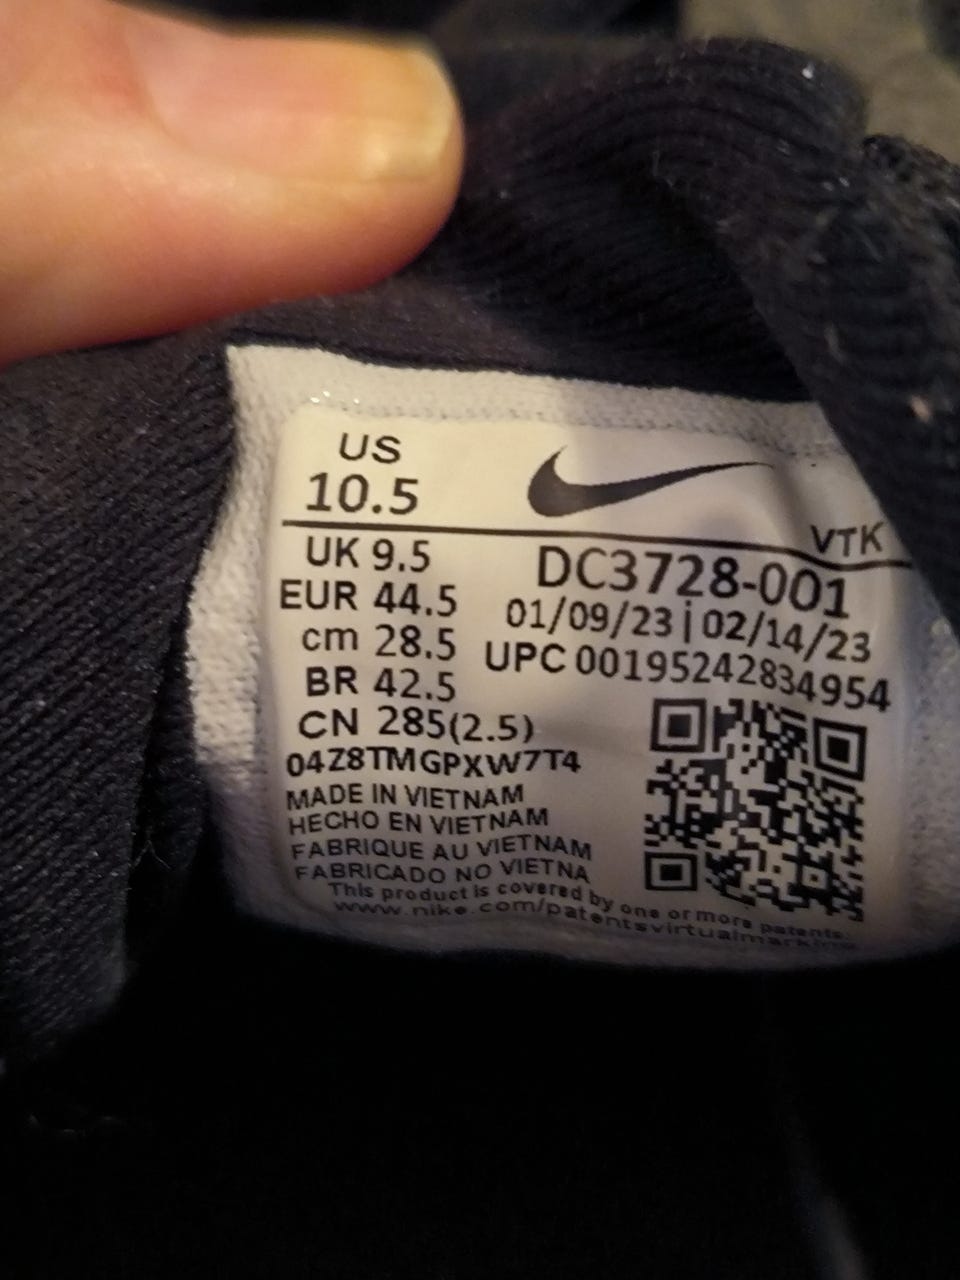 US
10.5
VTK
UK 9.5
EUR 44.5
cm 28.5
BR 42.5
CN 285(2.5)
DC3728-001
01/09/23 | 02/14/23
UPC 00195242834954
04Z8TMGPXW7T4
MADE IN VIETNAM
HECHO EN VIETNAM
FABRIQUE AU VIETNAM
FABRICADO NO VIETNA
This product is covered by one or more patents
www.nike.com/patentsvirtualmarking